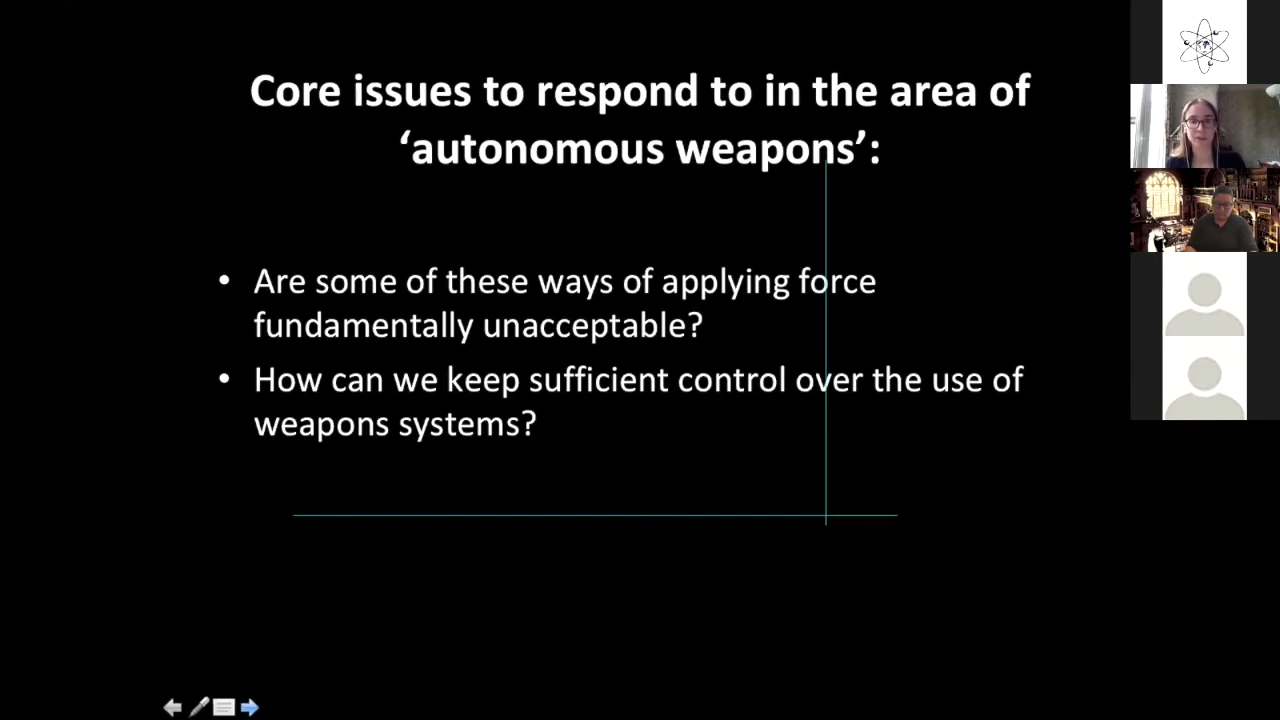 Core issues to respond to in the area of
‘autonomous weapons’:
• Are some of these ways of applying force
fundamentally unacceptable?
• How can we keep sufficient control over the use of
weapons systems?